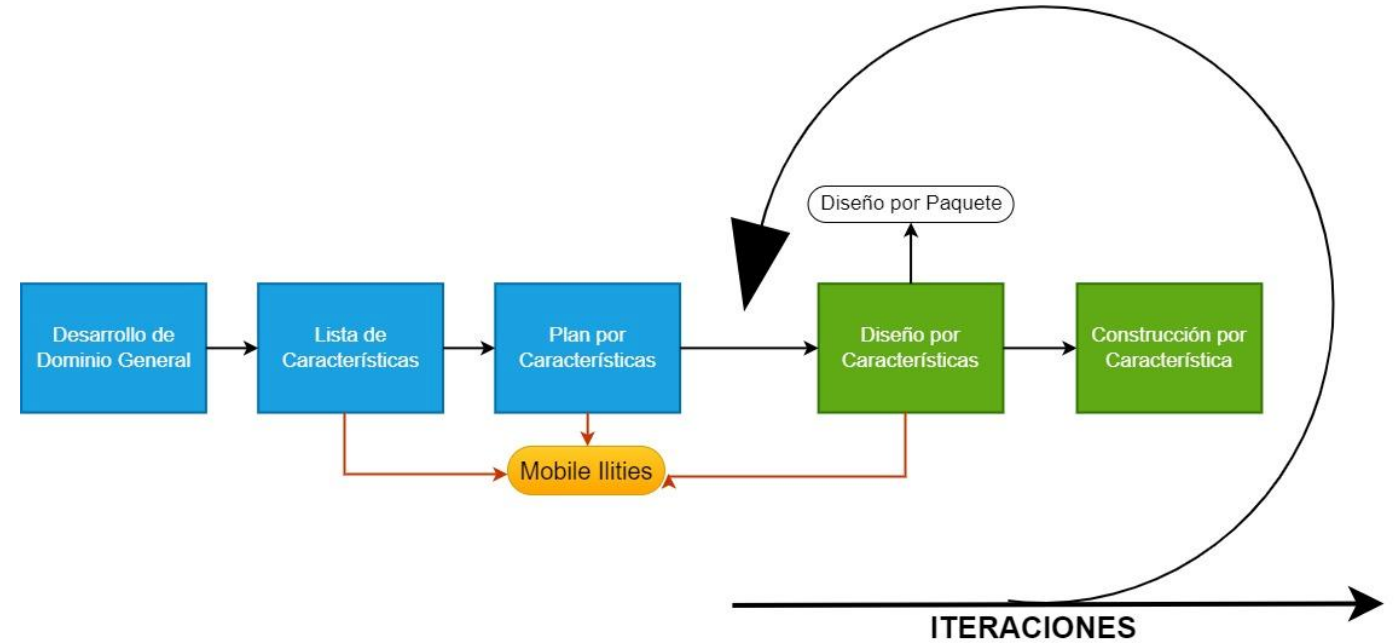 Diseño por Paquete
Desarrollo de
Dominio General
Lista de
Características
Plan por
Características
Diseño por
Características
Construcción por
Característica
Mobile Ilities
ITERACIONES